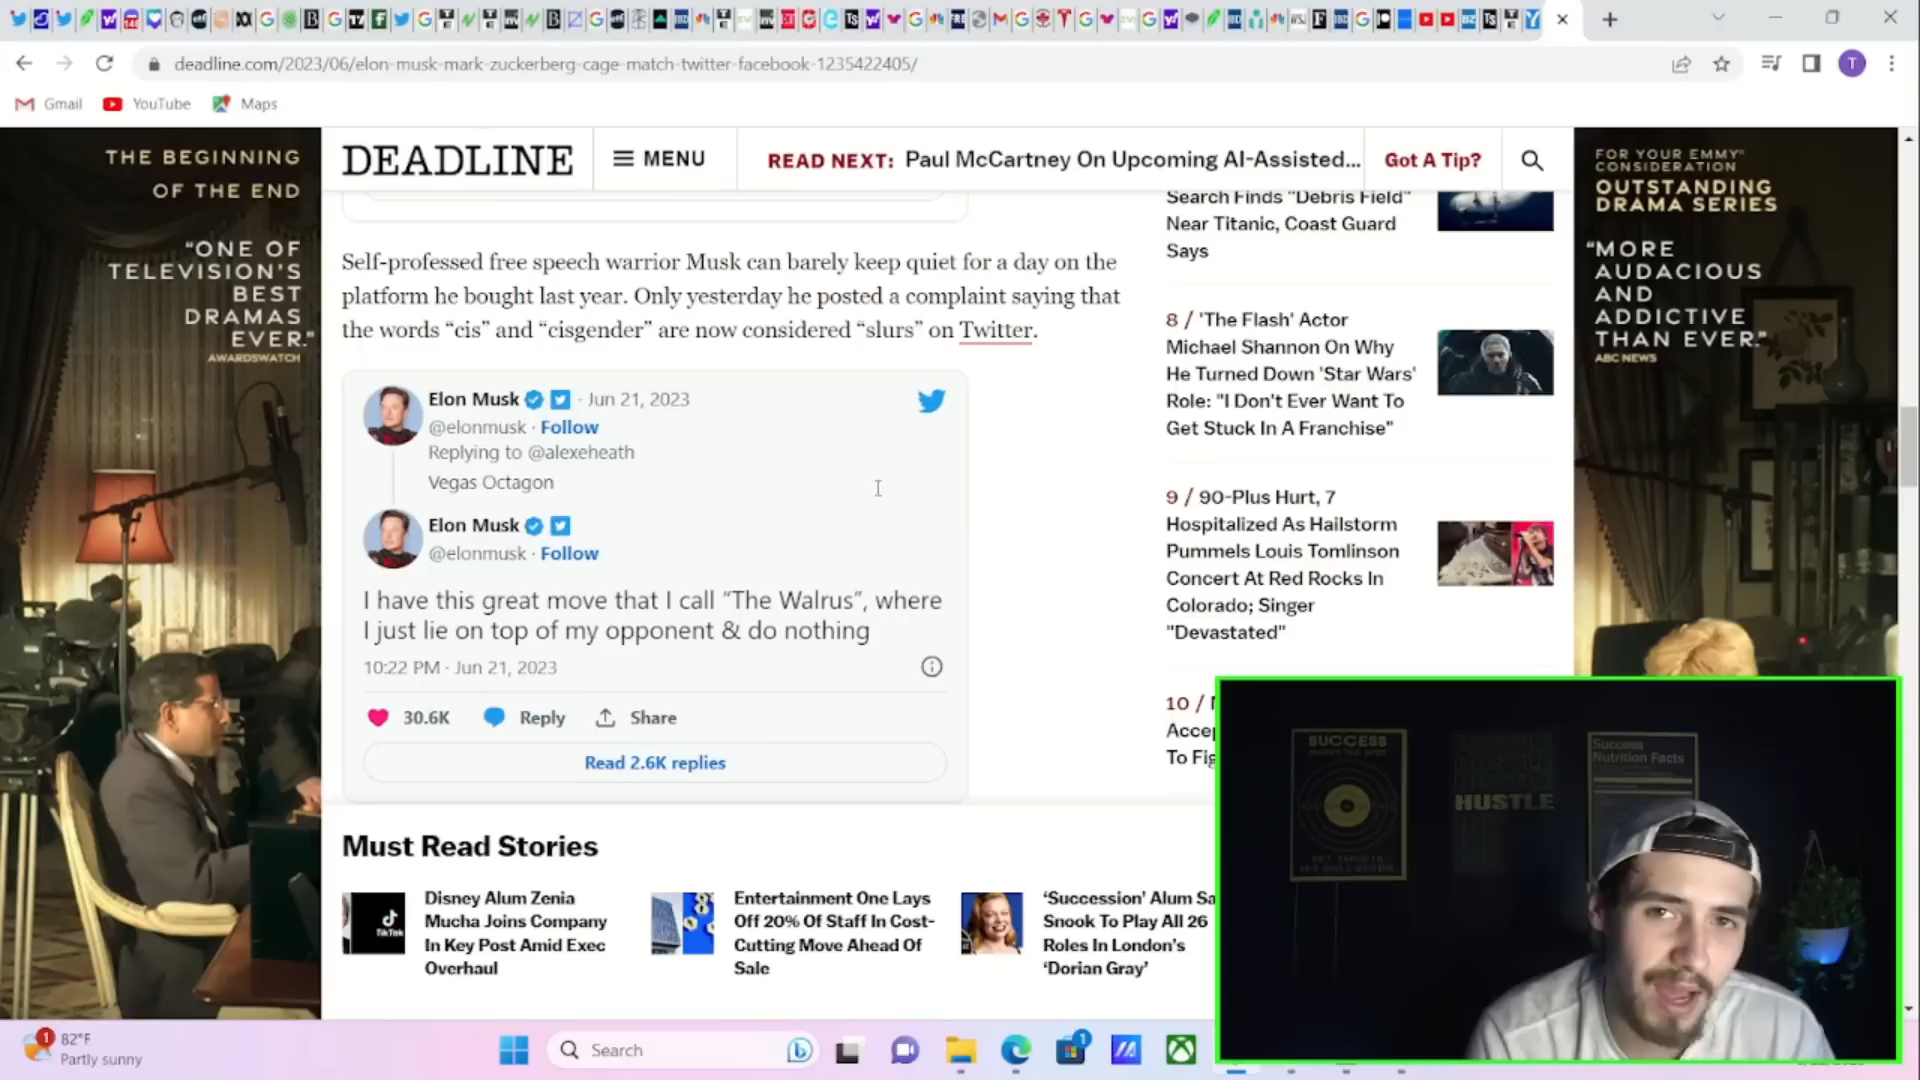 deadline.com/2023/06/elon-musk-mark-zuckerberg-cage-match-twitter-facebook-1235422405/
T
Gmail
YouTube
Maps
THE BEGINNING
OF THE END
"ONE OF
TELEVISION'S
BEST
DRAMAS
EVER."
AWARDSWATCH
DEADLINE
MENU
READ NEXT: Paul McCartney On Upcoming AI-Assisted...
Got A Tip?
FOR YOUR EMMY®
CONSIDERATION
OUTSTANDING
DRAMA SERIES
"MORE
AUDACIOUS
AND
ADDICTIVE
THAN EVER."
ABC NEWS
Self-professed free speech warrior Musk can barely keep quiet for a day on the
platform he bought last year. Only yesterday he posted a complaint saying that
the words “cis” and “cisgender” are now considered “slurs” on Twitter.
Elon Musk · Jun 21, 2023
@elonmusk · Follow
Replying to @alexeheath
Vegas Octagon
Elon Musk
@elonmusk · Follow
I have this great move that I call “The Walrus”, where
I just lie on top of my opponent & do nothing
10:22 PM · Jun 21, 2023
30.6K
Reply
Share
Read 2.6K replies
Search Finds "Debris Field"
Near Titanic, Coast Guard
Says
8 / 'The Flash' Actor
Michael Shannon On Why
He Turned Down 'Star Wars'
Role: "I Don't Ever Want To
Get Stuck In A Franchise"
9 / 90-Plus Hurt, 7
Hospitalized As Hailstorm
Pummels Louis Tomlinson
Concert At Red Rocks In
Colorado; Singer
"Devastated"
10 /
Accep
To Fig
Must Read Stories
TikTok
Disney Alum Zenia
Mucha Joins Company
In Key Post Amid Exec
Overhaul
Entertainment One Lays
Off 20% Of Staff In Cost-
Cutting Move Ahead Of
Sale
‘Succession’ Alum Sa
Snook To Play All 26
Roles In London’s
‘Dorian Gray’
SUCCESS
HUSTLE
Success
Nutrition Facts
1
82°F
Partly sunny
Search
1